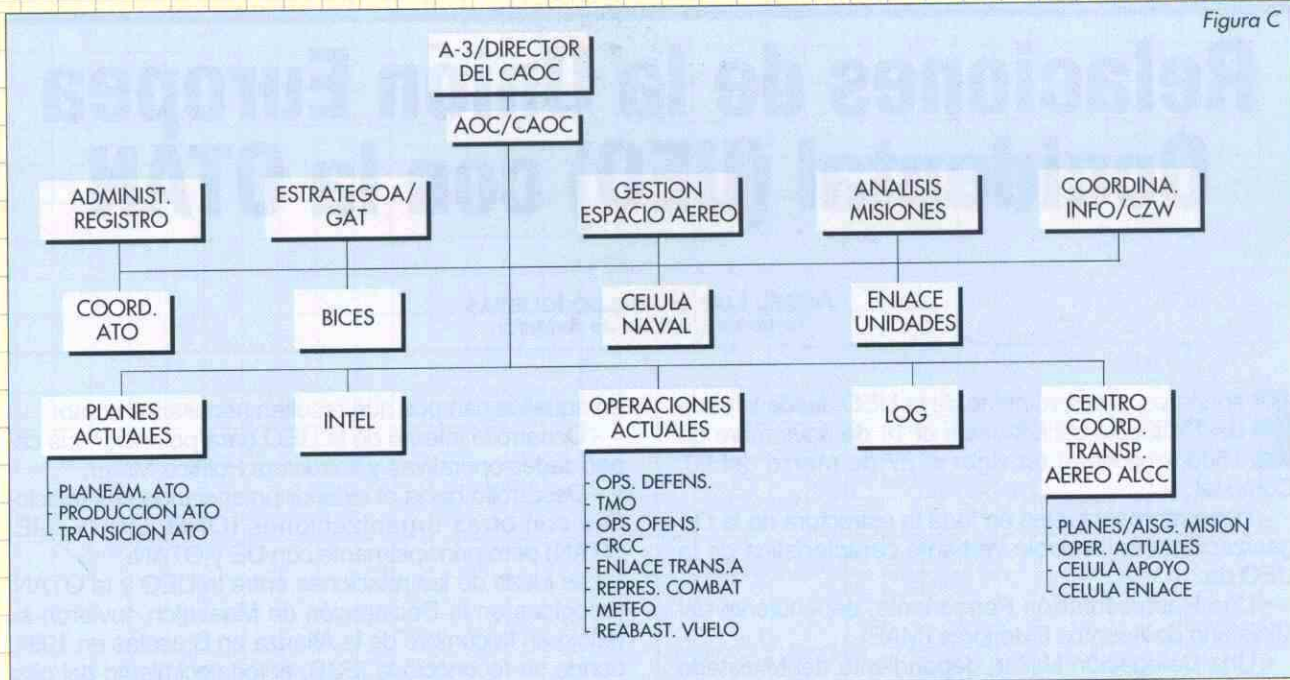 Figura C
A-3/DIRECTOR
DEL CAOC
AOC/CAOC
ADMINIST.
REGISTRO
ESTRATEGOA/
GAT
GESTION
ESPACIO AEREO
ANALISIS
MISIONES
COORDINA.
INFO/CZW
COORD.
ATO
BICES
CELULA
NAVAL
ENLACE
UNIDADES
PLANES
ACTUALES
PLANEAM. ATO
PRODUCCION ATO
TRANSICION ATO
INTEL
OPERACIONES
ACTUALES
OPS. DEFENS.
TMO
OPS OFENS.
CRCC
ENLACE TRANS.A
REPRES. COMBAT
METEO
REABAST. VUELO
LOG
CENTRO
COORD.
TRANSP.
AEREO ALCC
PLANES/AISG. MISION
OPER. ACTUALES
CELULA APOYO
CELULA ENLACE